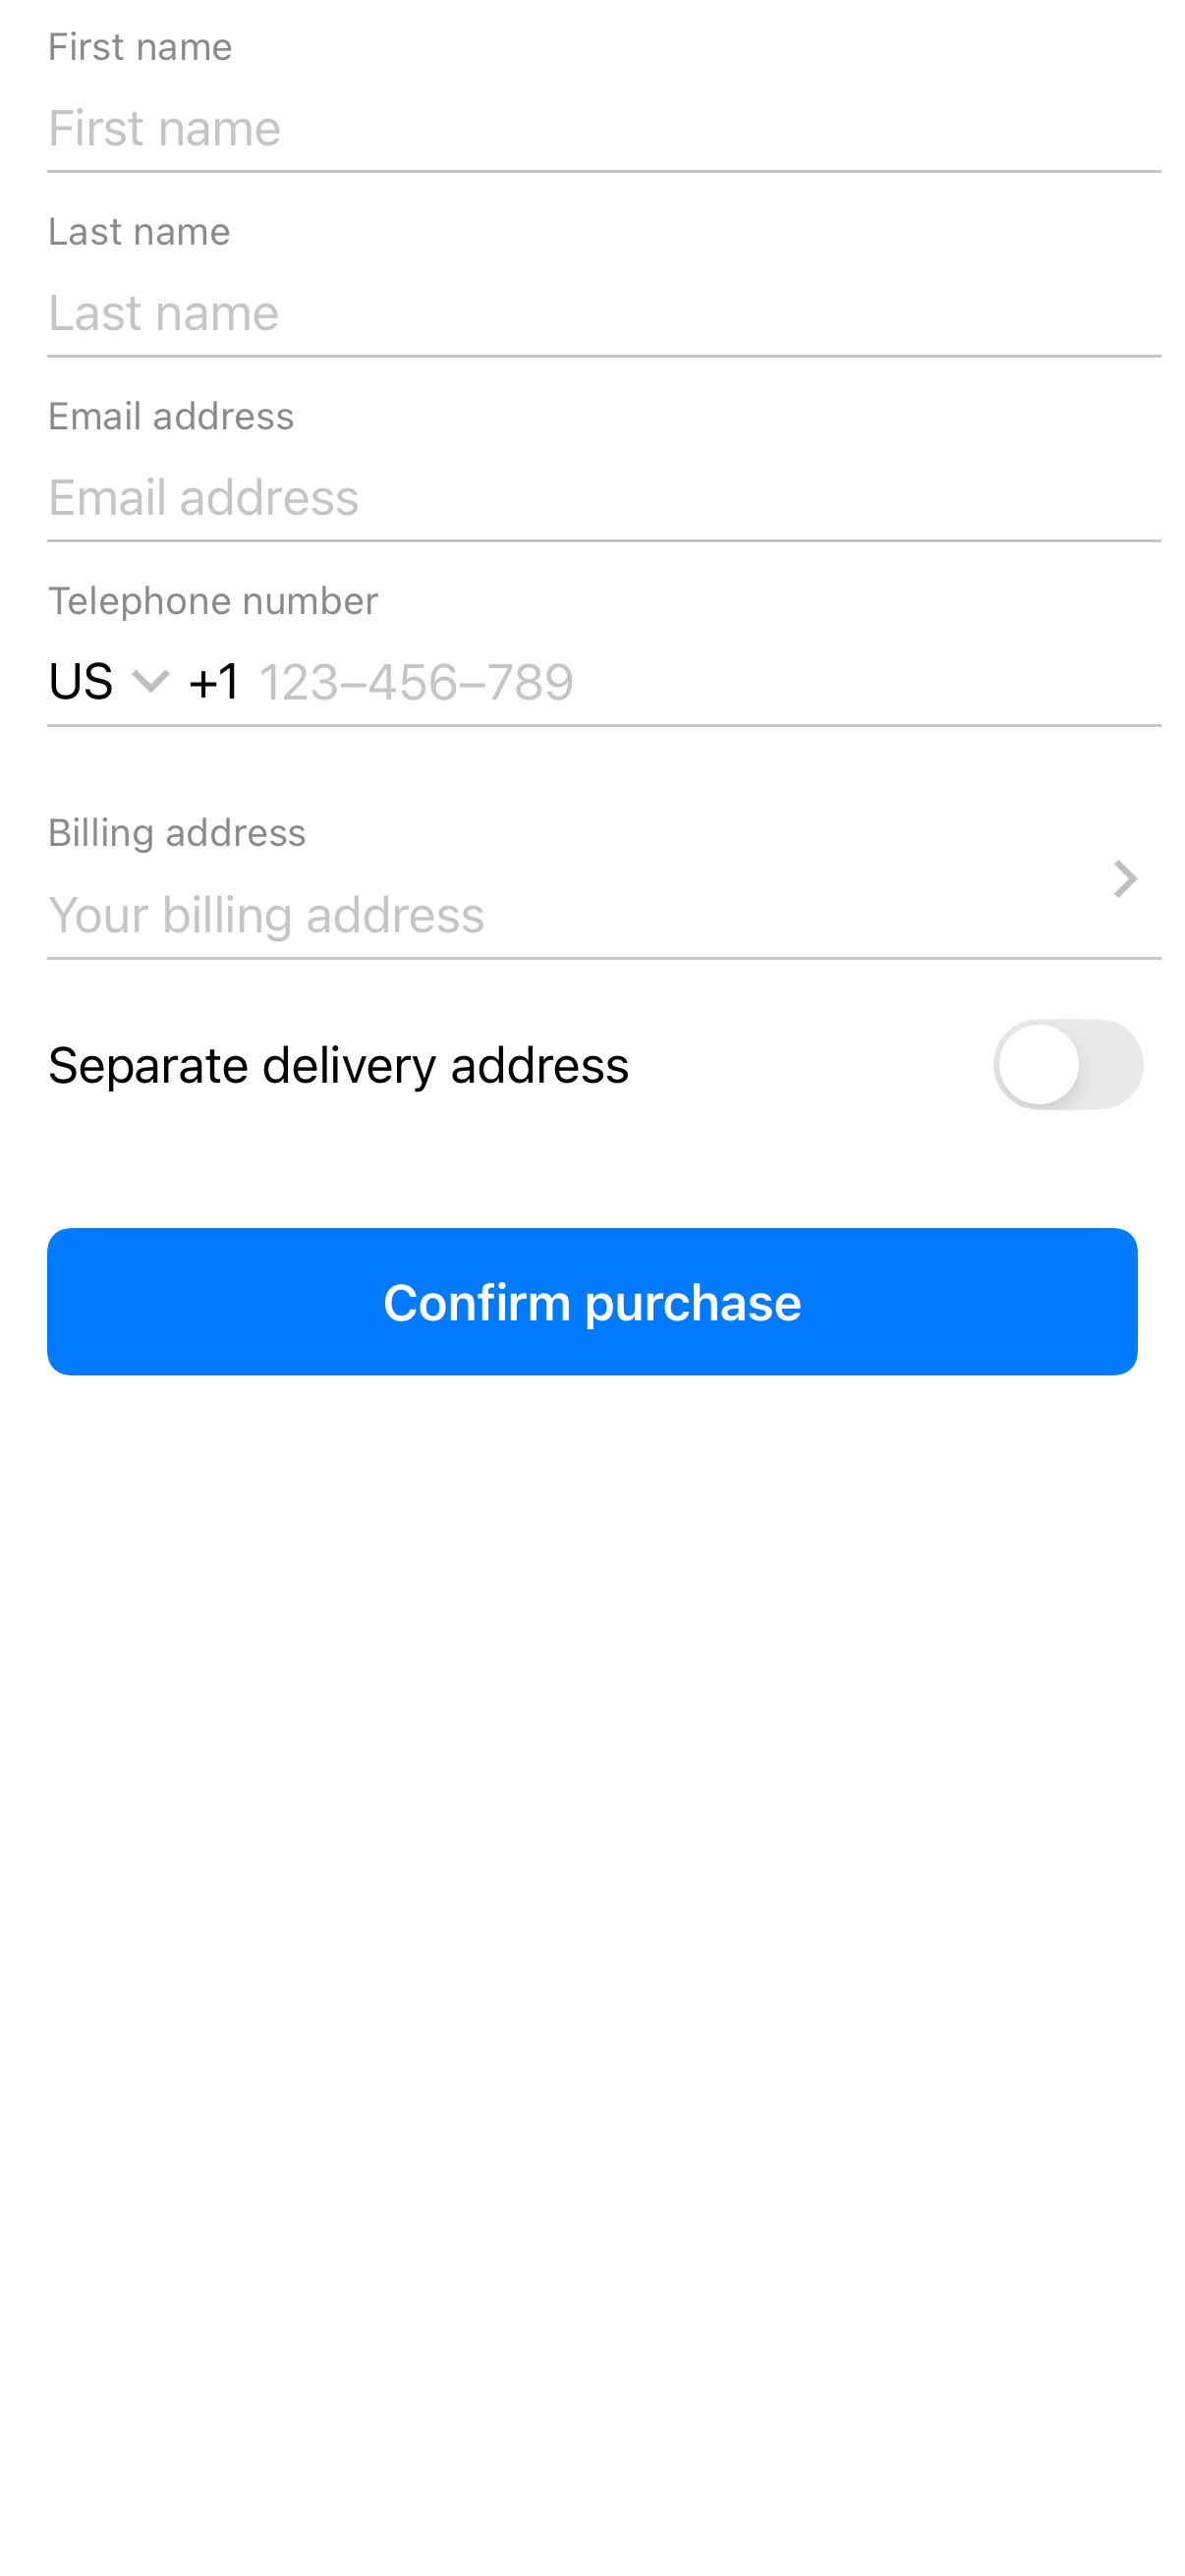 First name
First name
Last name
Last name
Email address
Email address
Telephone number
US +1 123–456–789
Billing address
Your billing address
Separate delivery address
Confirm purchase